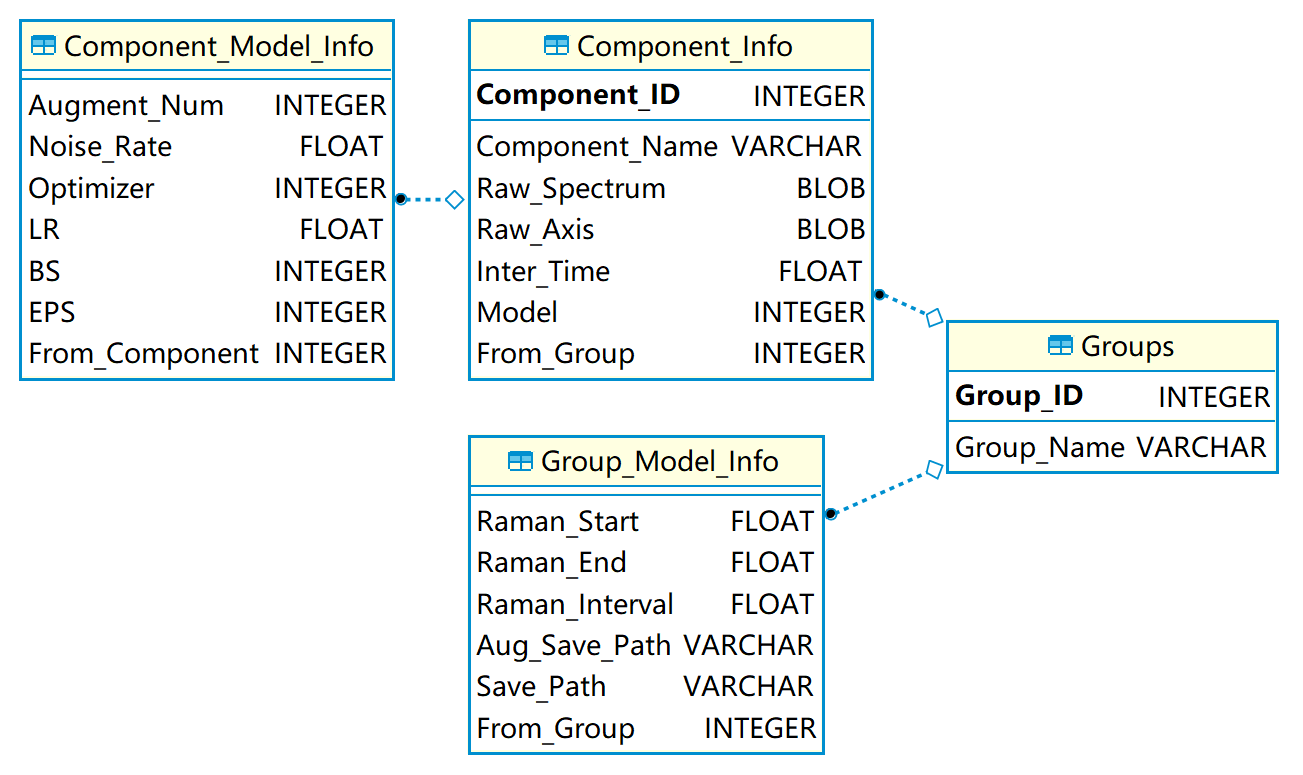 Component_Model_Info
Augment_Num INTEGER
Noise_Rate FLOAT
Optimizer INTEGER
LR FLOAT
BS INTEGER
EPS INTEGER
From_Component INTEGER
Component_Info
Component_ID INTEGER
Component_Name VARCHAR
Raw_Spectrum BLOB
Raw_Axis BLOB
Inter_Time FLOAT
Model INTEGER
From_Group INTEGER
Groups
Group_ID INTEGER
Group_Name VARCHAR
Group_Model_Info
Raman_Start FLOAT
Raman_End FLOAT
Raman_Interval FLOAT
Aug_Save_Path VARCHAR
Save_Path VARCHAR
From_Group INTEGER